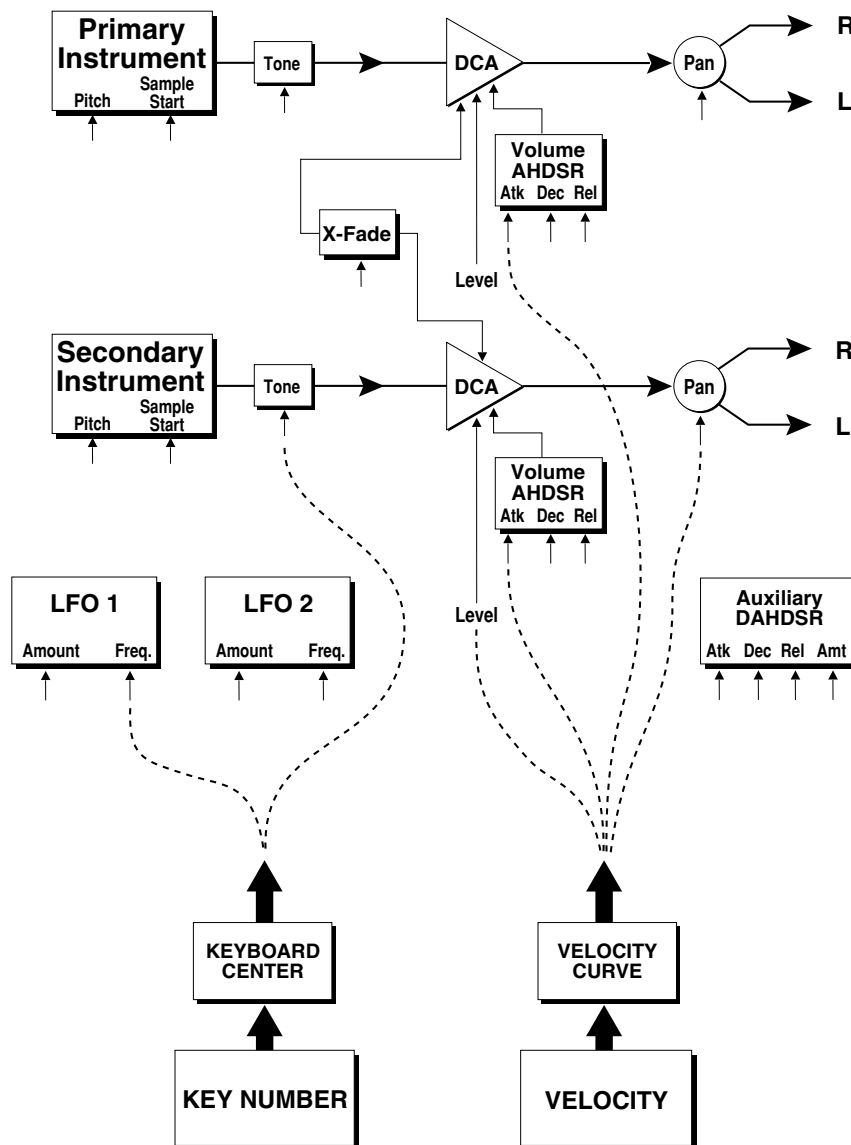 Primary
Instrument
Pitch
Sample
Start
Tone
DCA
Pan
R
L
Volume
AHDSR
Atk Dec Rel
X-Fade
Level
Secondary
Instrument
Pitch
Sample
Start
Tone
DCA
Pan
R
L
Volume
AHDSR
Atk Dec Rel
Level
LFO 1
Amount Freq.
LFO 2
Amount Freq.
Auxiliary
DAHDSR
Atk Dec Rel Amt
KEYBOARD
CENTER
VELOCITY
CURVE
KEY NUMBER
VELOCITY